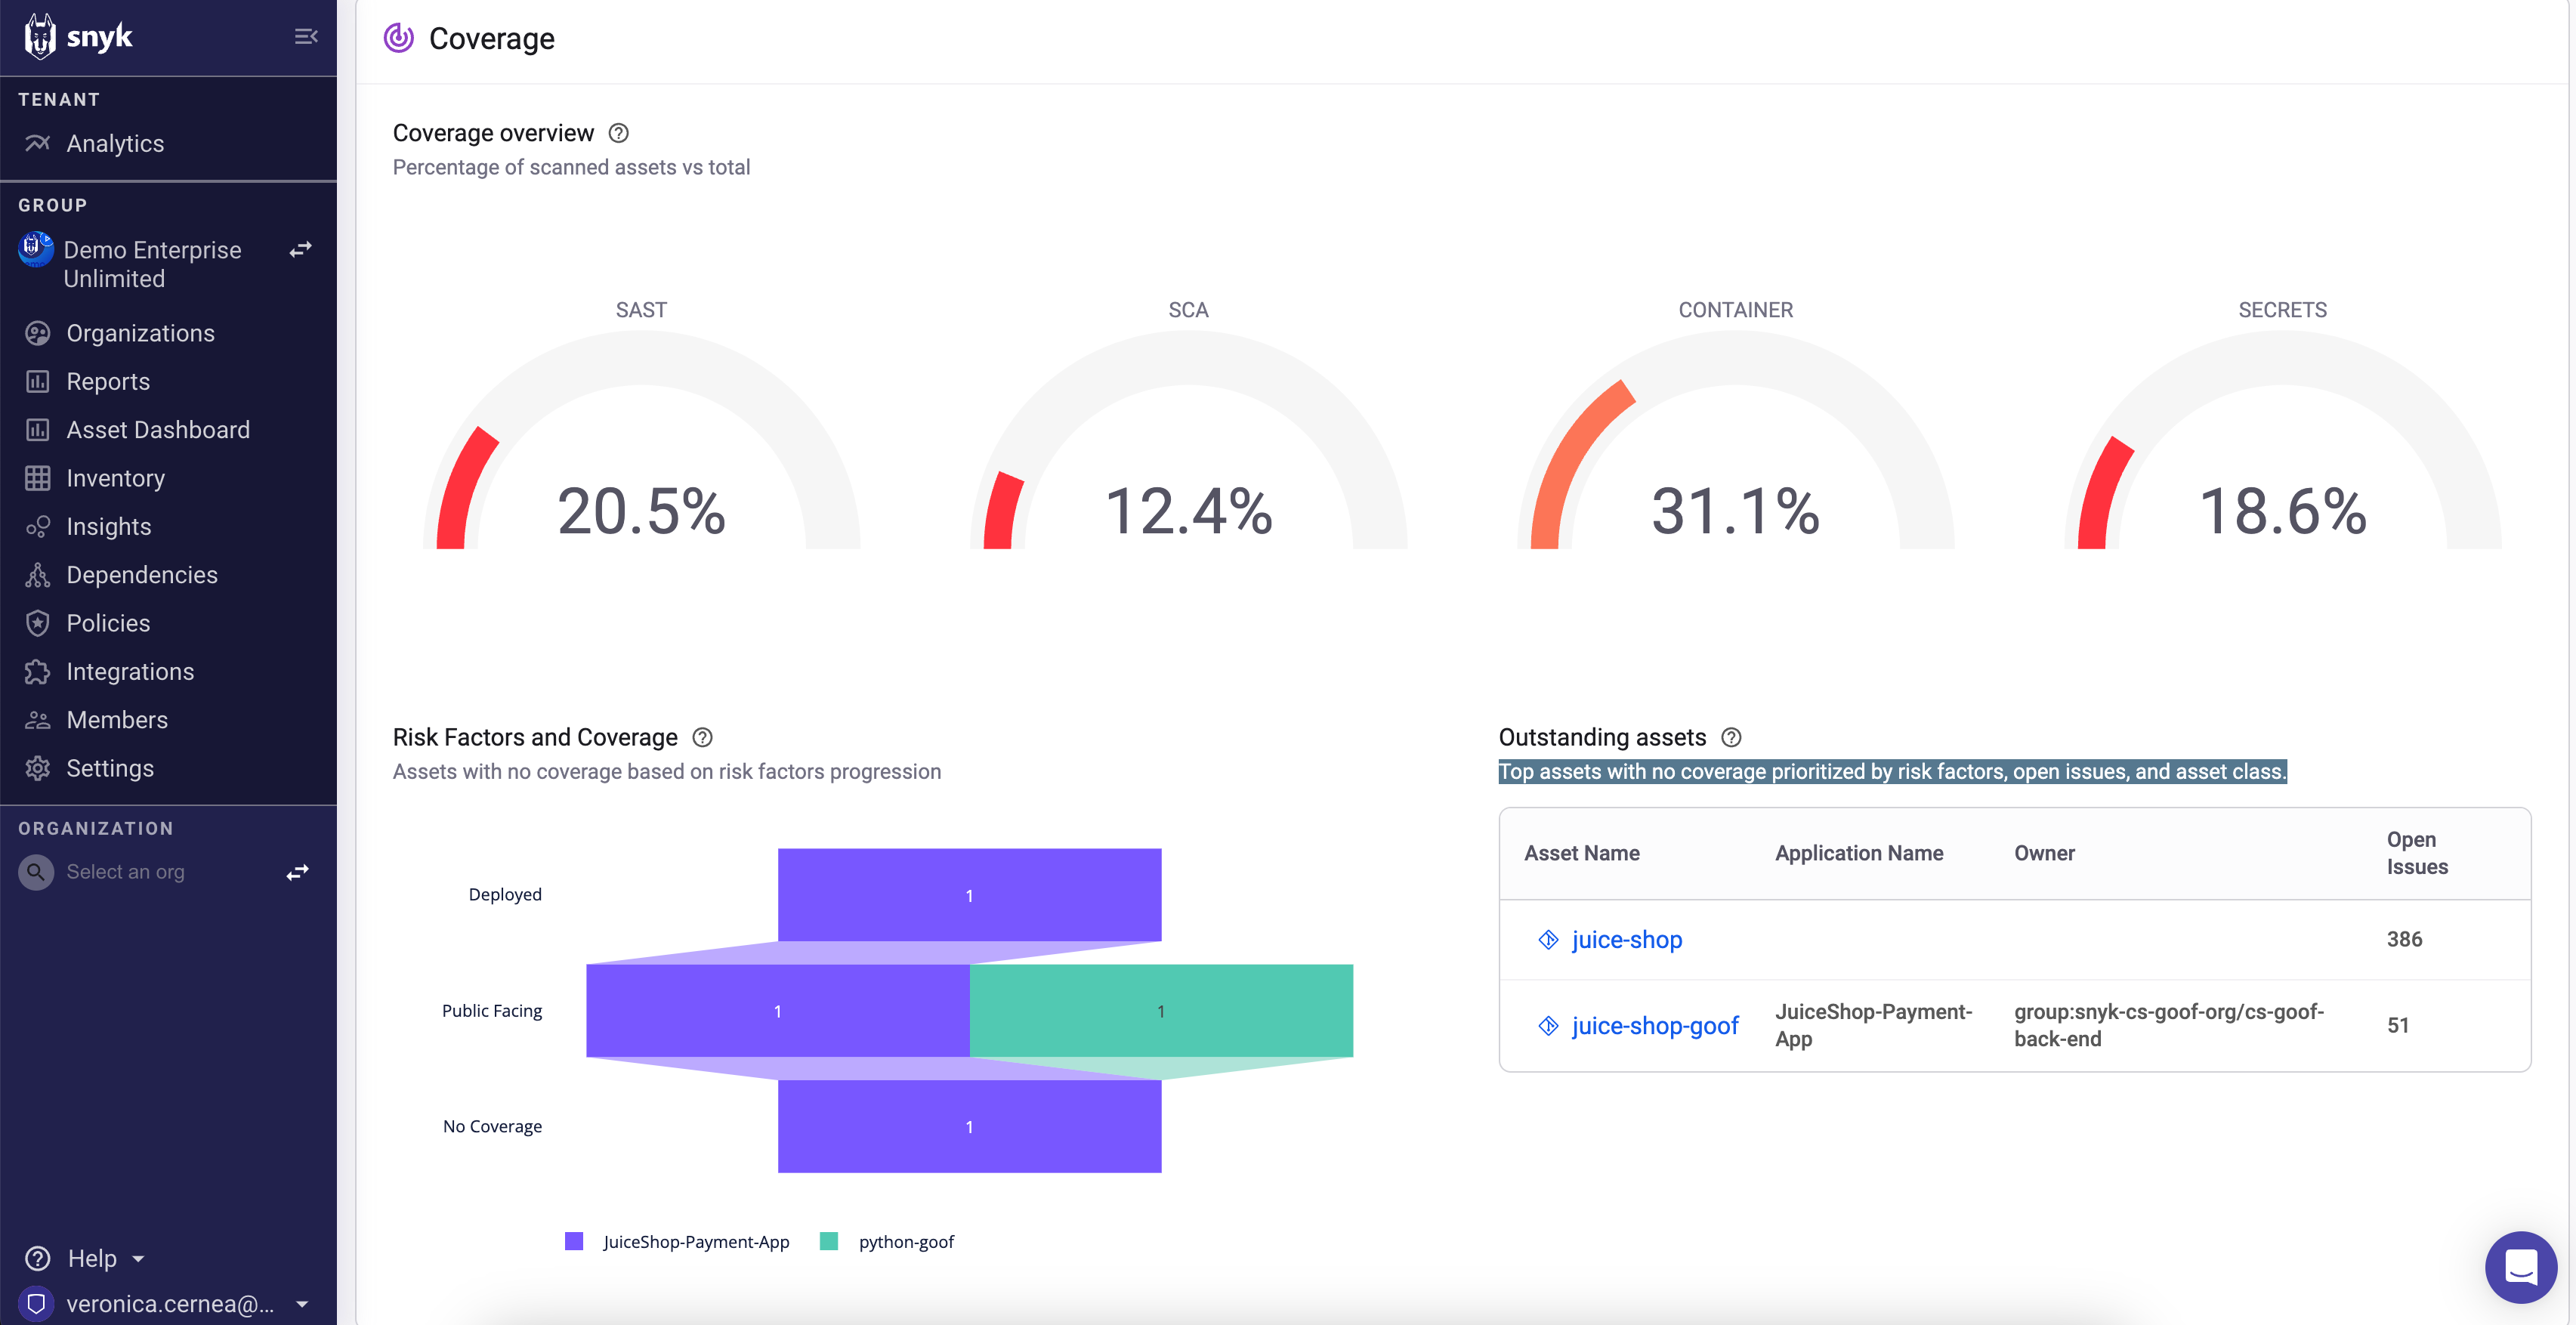 snyk
TENANT
Analytics
GROUP
Demo Enterprise
Unlimited
Organizations
Reports
Asset Dashboard
Inventory
Insights
Dependencies
Policies
Integrations
Members
Settings
ORGANIZATION
Select an org
Help
veronica.cernea@...
Coverage
Coverage overview
Percentage of scanned assets vs total
SAST
20.5%
SCA
12.4%
CONTAINER
31.1%
SECRETS
18.6%
Risk Factors and Coverage
Assets with no coverage based on risk factors progression
Deployed
1
Public Facing
1
1
No Coverage
1
JuiceShop-Payment-App
python-goof
Outstanding assets
Top assets with no coverage prioritized by risk factors, open issues, and asset class.
Asset Name
Application Name
Owner
Open
Issues
juice-shop
386
juice-shop-goof
JuiceShop-Payment-
App
group:snyk-cs-goof-org/cs-goof-
back-end
51